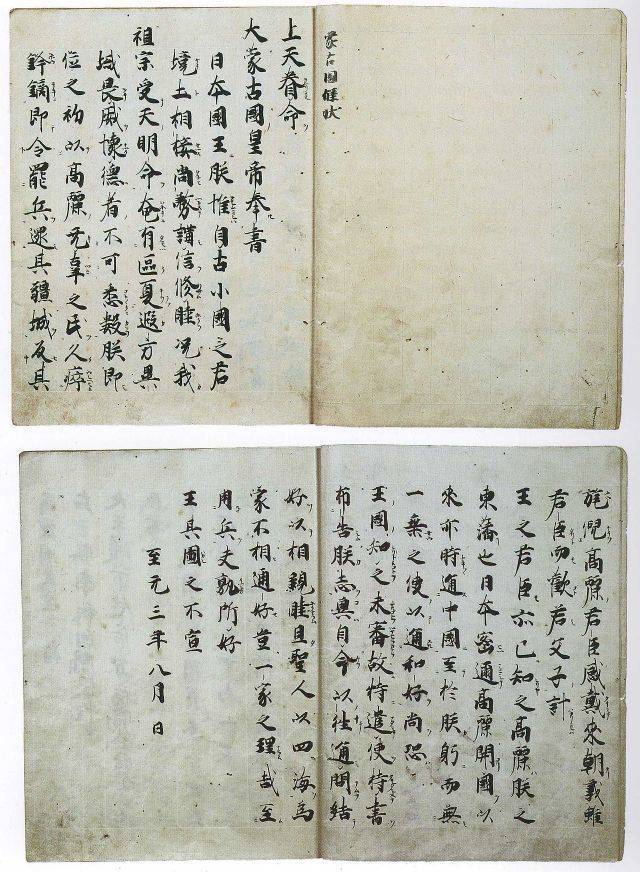 蒙古國牒状
上天眷命
大蒙古國皇帝奉書
日本國王朕惟自古小國之君
境土相接尚務講信修睦况我
祖宗受天明命奄有區夏遐方異
域畏威懷德者不可悉數朕即
位之初以高麗无辜之民久瘁
鋒鏑即令罷兵還其疆城反其
旄倪高麗君臣感戴來朝義雖
君臣而歡若父子計
王之君臣亦已知之高麗朕之
東藩也日本密邇高麗開國以
來亦時通中國至於朕躬而無
一乘之使以通和好尚恐
王國知之未審故特遣使持書
布告朕志冀自今以往通問結
好以相親睦且聖人以四海為
家不相通好豈一家之理哉至
用兵夫孰所好
王其圖之不宣
至元三年八月 日